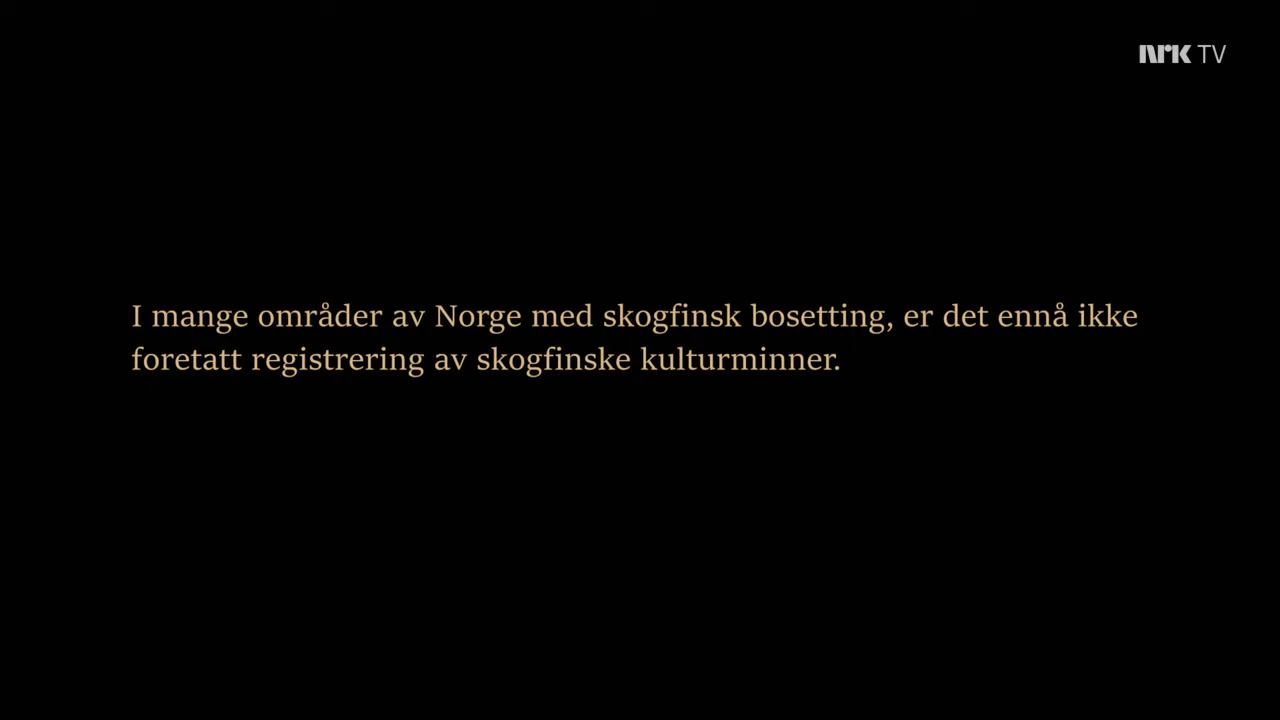 NRK TV
I mange områder av Norge med skogfinsk bosetting, er det ennå ikke
foretatt registrering av skogfinske kulturminner.